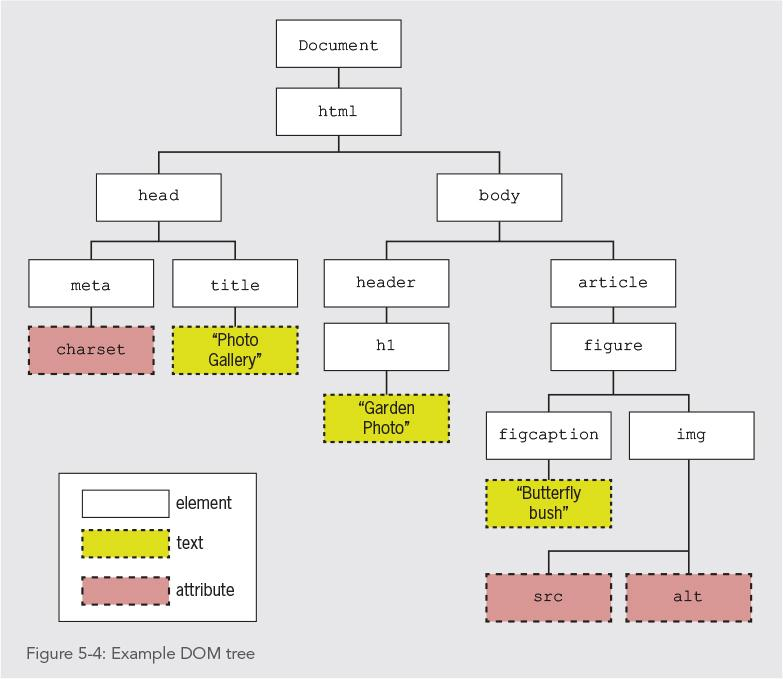 Document
html
head
body
meta
title
header
article
charset
“Photo
Gallery”
h1
figure
“Garden
Photo”
figcaption
img
“Butterfly
bush”
src
alt
element
text
attribute
Figure 5-4: Example DOM tree